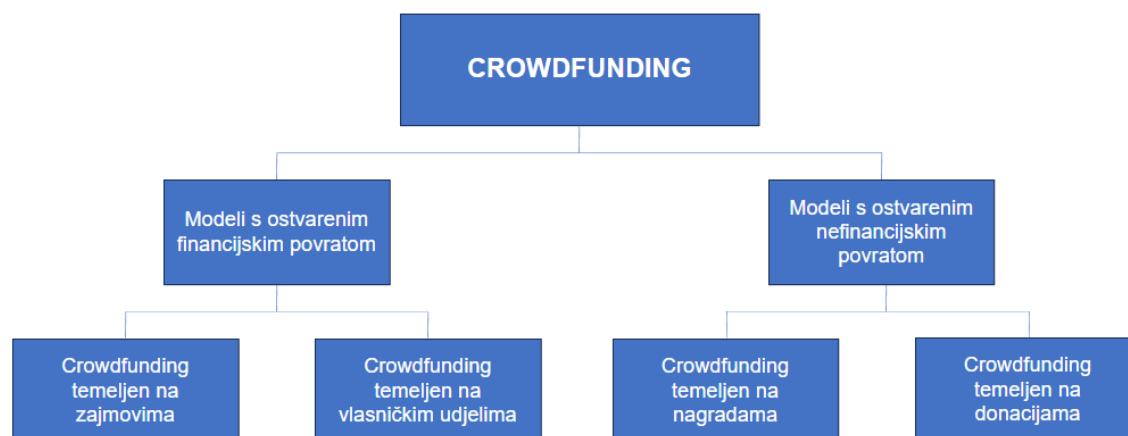 CROWDFUNDING
Modeli s ostvarenim
financijskim povratom
Modeli s ostvarenim
nefinancijskim
povratom
Crowdfunding
temeljen na
zajmovima
Crowdfunding
temeljen na
vlasničkim udjelima
Crowdfunding
temeljen na
nagradama
Crowdfunding
temeljen na
donacijama